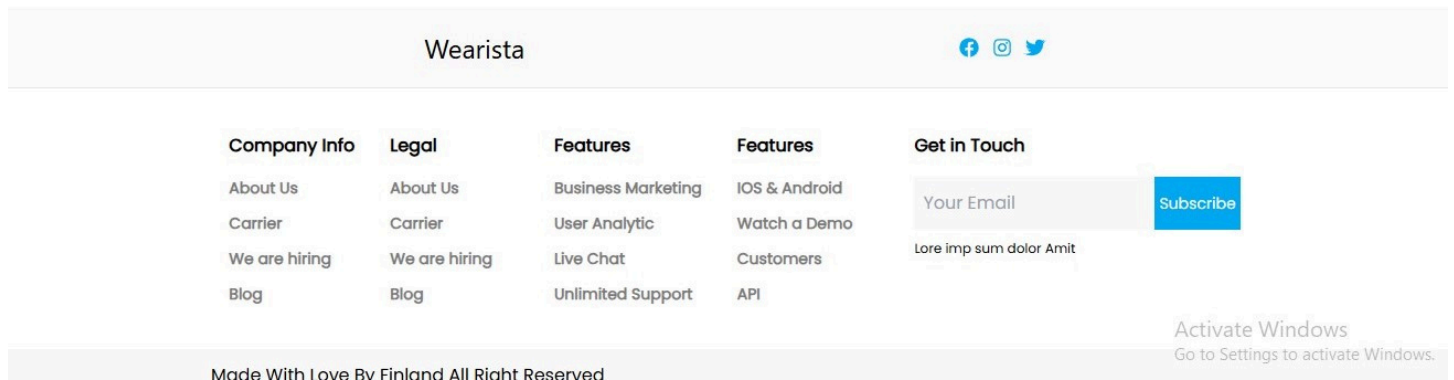 Wearista
Company Info
About Us
Carrier
We are hiring
Blog
Legal
About Us
Carrier
We are hiring
Blog
Features
Business Marketing
User Analytic
Live Chat
Unlimited Support
Features
IOS & Android
Watch a Demo
Customers
API
Get in Touch
Your Email
Subscribe
Lore imp sum dolor Amit
Activate Windows
Go to Settings to activate Windows.
Made With Love By Finland All Right Reserved